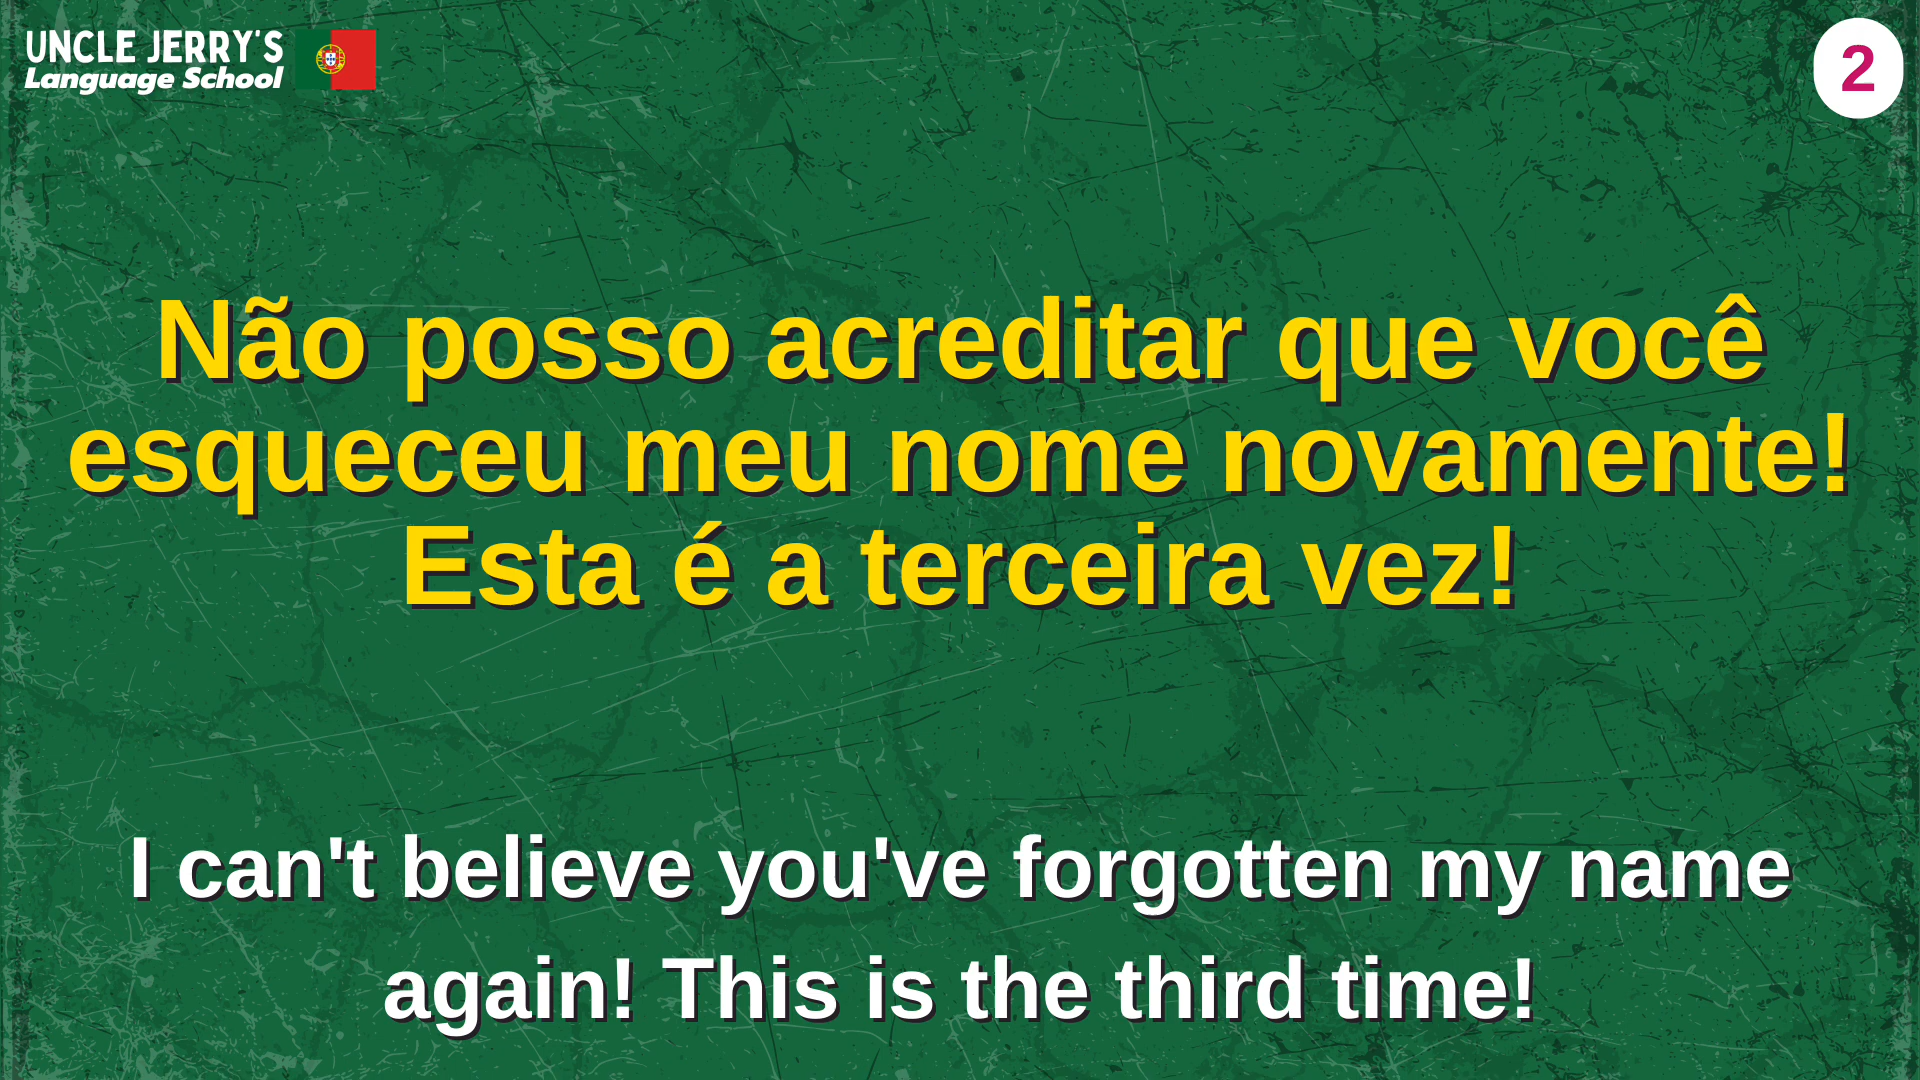 UNCLE JERRY'S
Language School
2
Não posso acreditar que você
esqueceu meu nome novamente!
Esta é a terceira vez!
I can't believe you've forgotten my name
again! This is the third time!